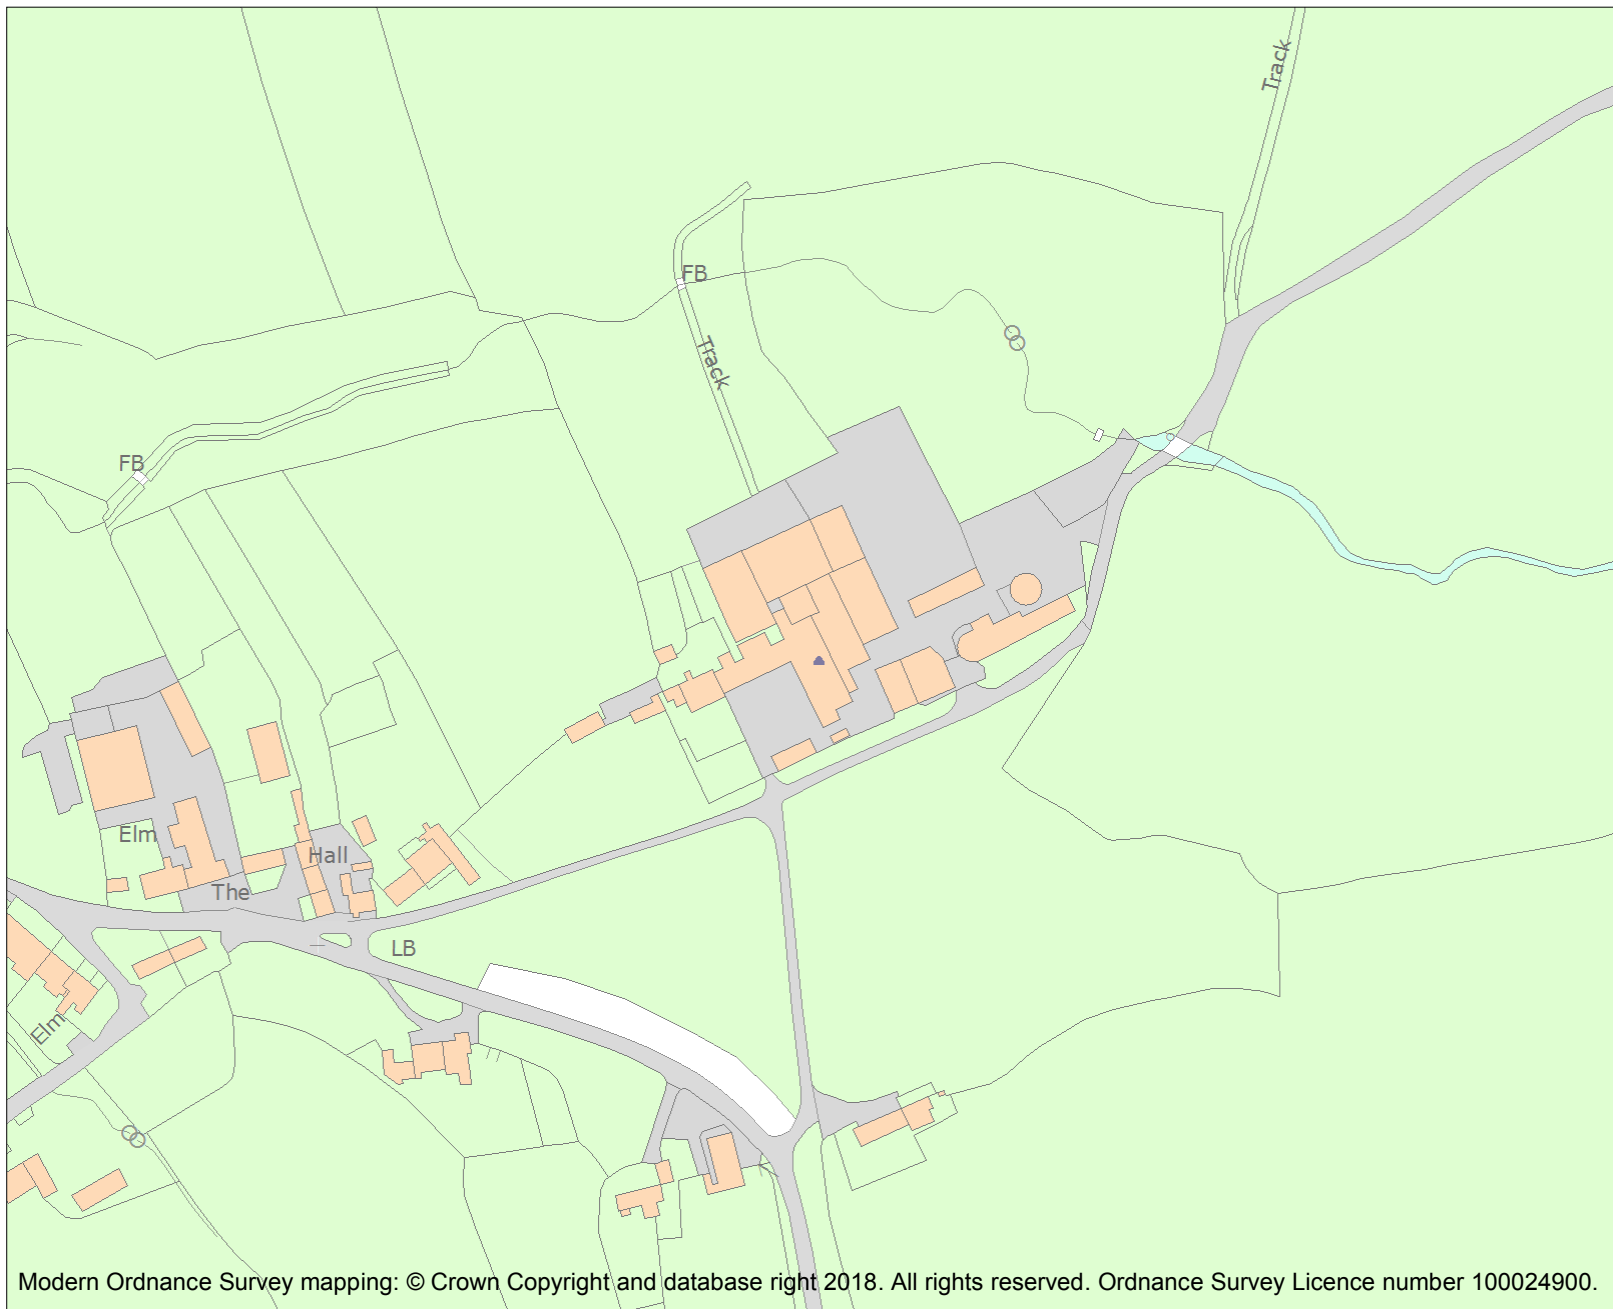 Track
FB
Track
FB
Elm
Hall
The
LB
Elm
Modern Ordnance Survey mapping: © Crown Copyright and database right 2018. All rights reserved. Ordnance Survey Licence number 100024900.